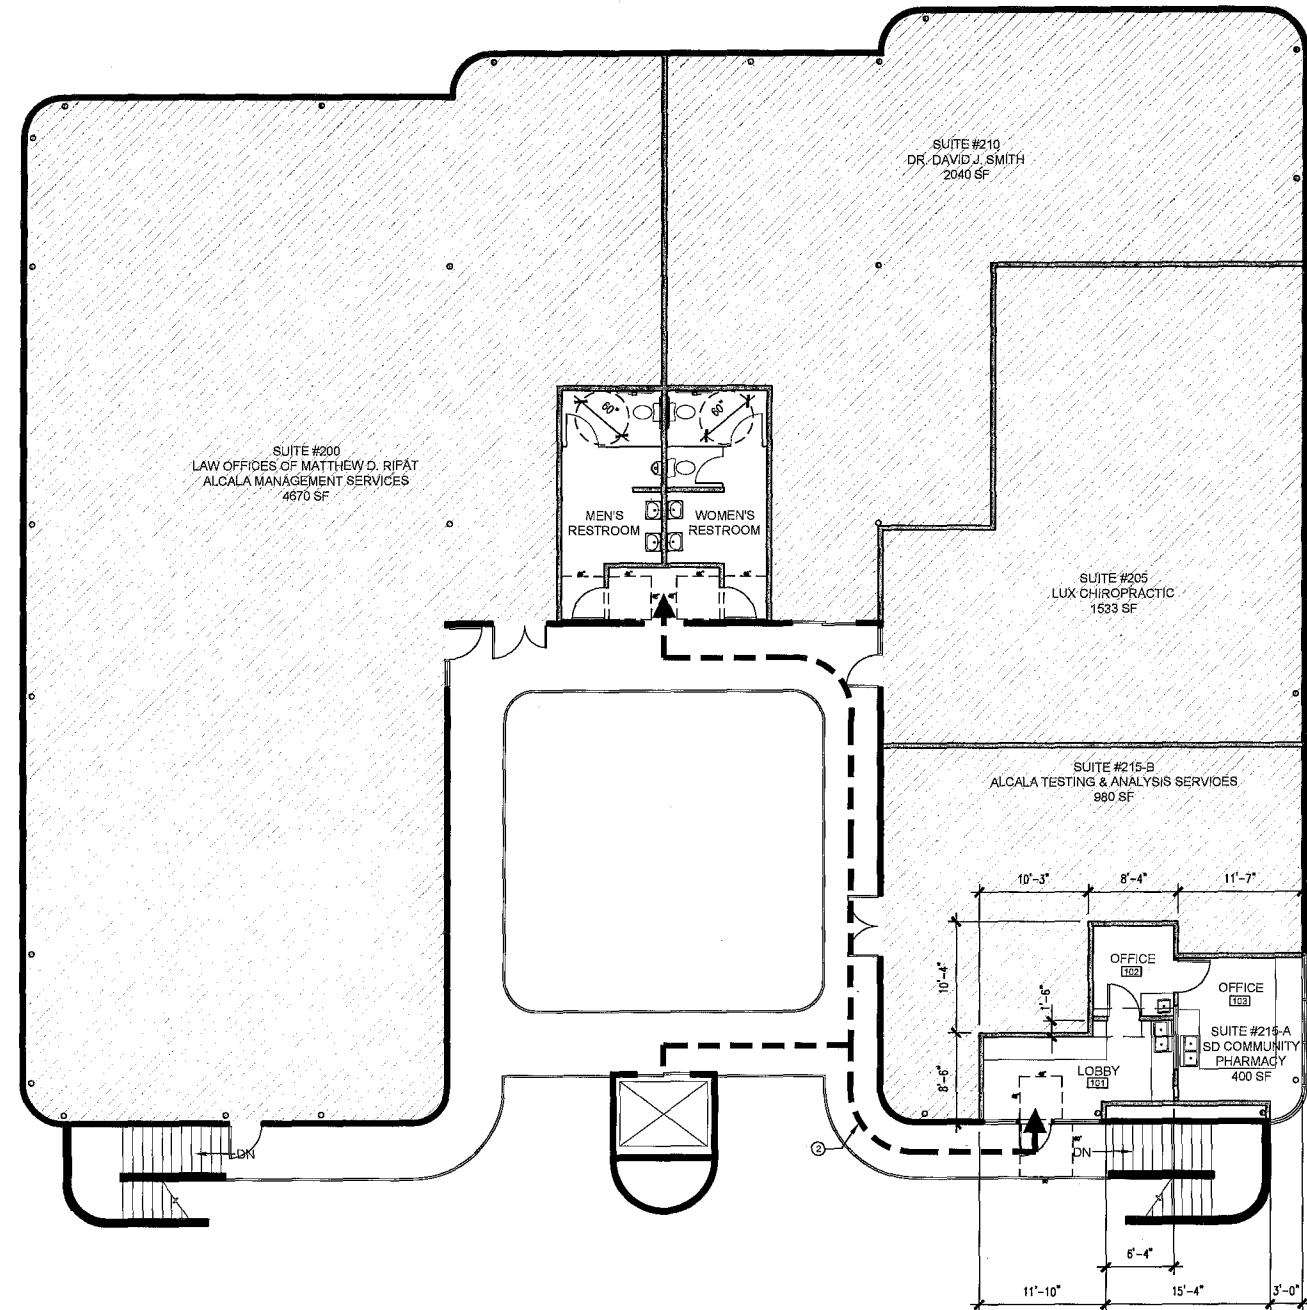 SUITE #210
DR. DAVID J. SMITH
2040 SF
60"
60"
SUITE #200
LAW OFFICES OF MATTHEW D. RIFAT
ALCALA MANAGEMENT SERVICES
4670 SF
MEN'S
RESTROOM
WOMEN'S
RESTROOM
SUITE #205
LUX CHIROPRACTIC
1533 SF
SUITE #215-B
ALCALA TESTING & ANALYSIS SERVICES
980 SF
10'-3"
8'-4"
11'-7"
10'-4"
1'-6"
8'-6"
OFFICE
102
OFFICE
103
SUITE #215-A
SD COMMUNITY
PHARMACY
400 SF
LOBBY
101
2
DN
DN
6'-4"
11'-10"
15'-4"
3'-0"